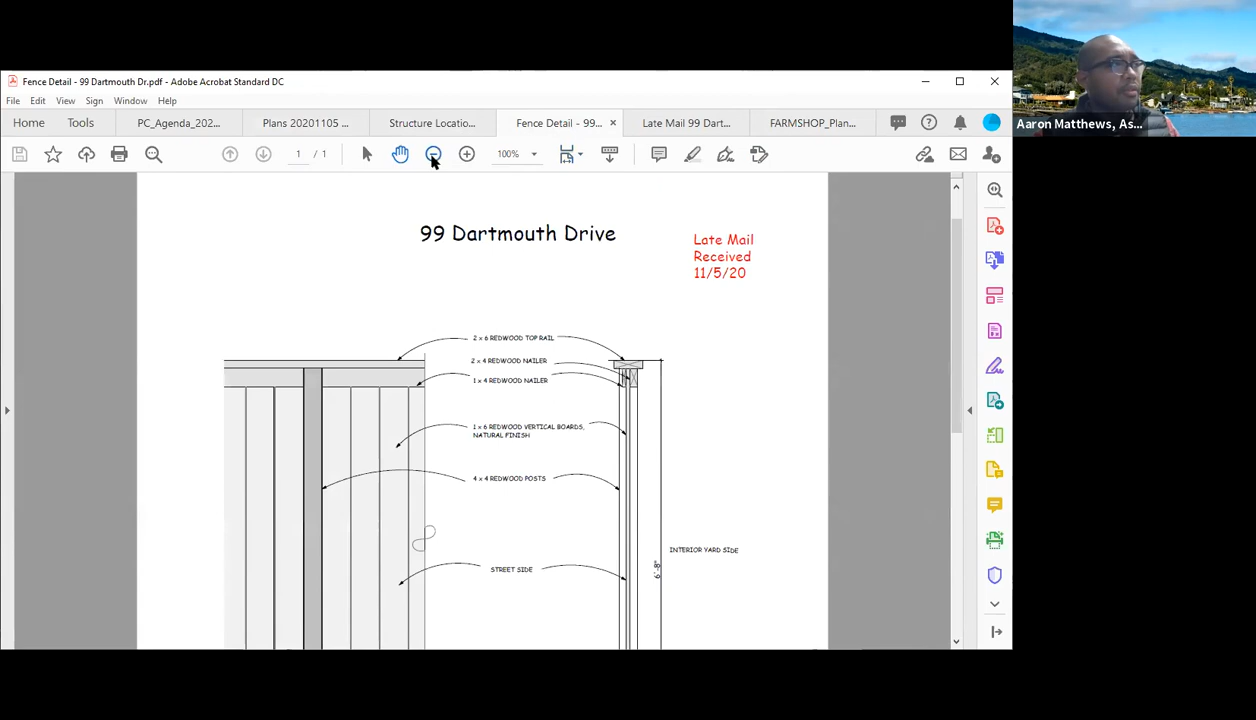 Fence Detail - 99 Dartmouth Dr.pdf - Adobe Acrobat Standard DC
File Edit View Sign Window Help
Home Tools PC_Agenda_202... Plans 20201105 ... Structure Locatio... Fence Detail - 99... × Late Mail 99 Dart... FARMSHOP_Plan...
Aaron Matthews, As...
1 / 1 100%
99 Dartmouth Drive
Late Mail
Received
11/5/20
2 x 6 REDWOOD TOP RAIL
2 x 4 REDWOOD NAILER
1 x 4 REDWOOD NAILER
1 x 6 REDWOOD VERTICAL BOARDS,
NATURAL FINISH
4 x 4 REDWOOD POSTS
INTERIOR YARD SIDE
STREET SIDE
6'-8"